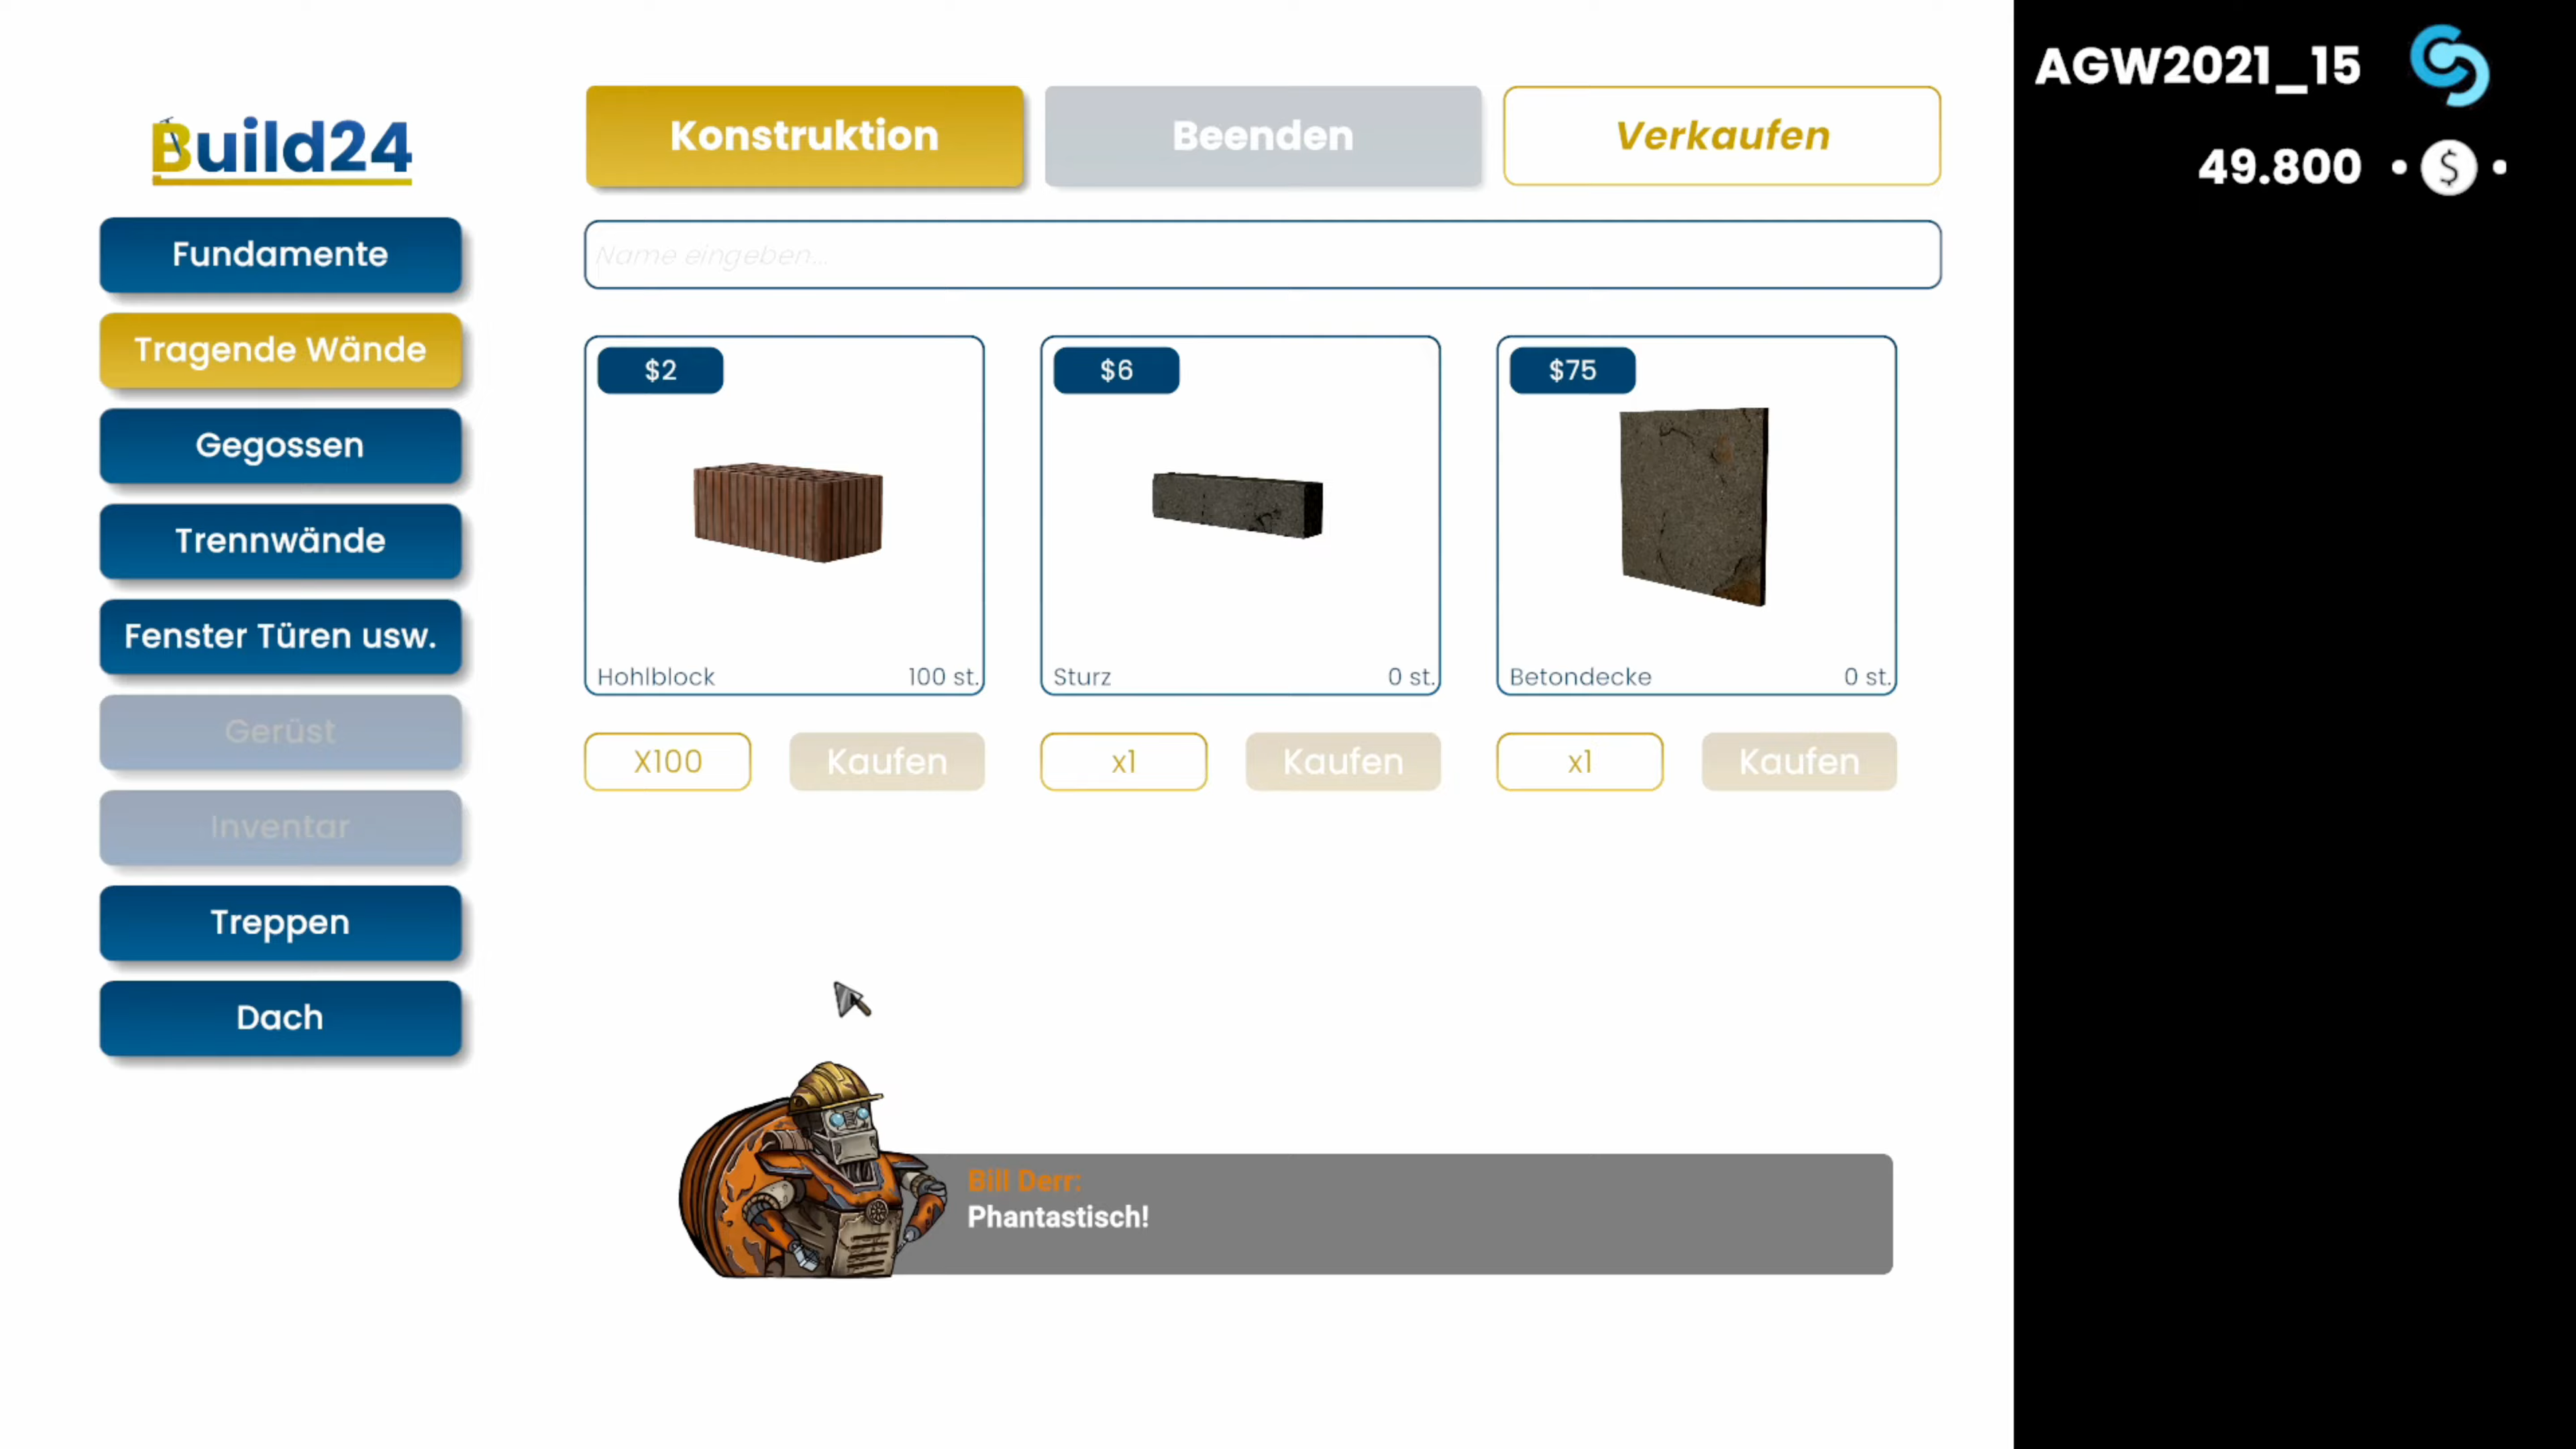 Build24
Konstruktion
Beenden
Verkaufen
AGW2021_15
49.800
$
Name eingeben...
Fundamente
Tragende Wände
Gegossen
Trennwände
Fenster Türen usw.
Gerüst
Inventar
Treppen
Dach
$2
Hohlblock 100 st.
X100 Kaufen
$6
Sturz 0 st.
x1 Kaufen
$75
Betondecke 0 st.
x1 Kaufen
Bill Derr:
Phantastisch!